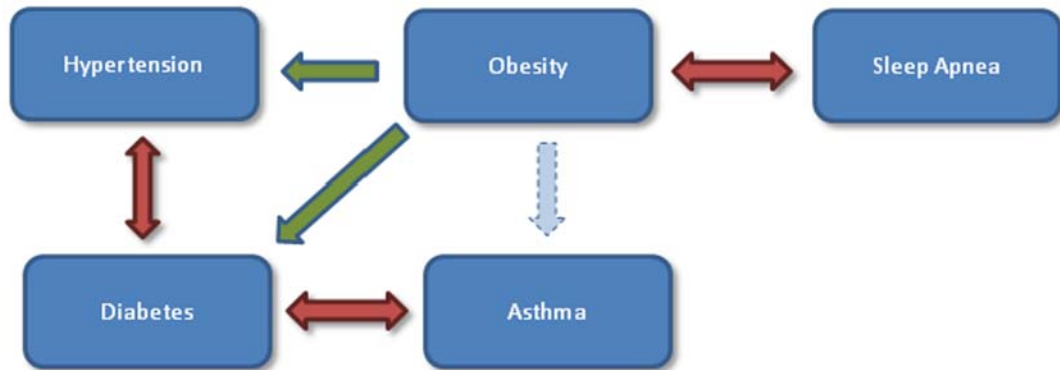 Hypertension
Obesity
Sleep Apnea
Diabetes
Asthma